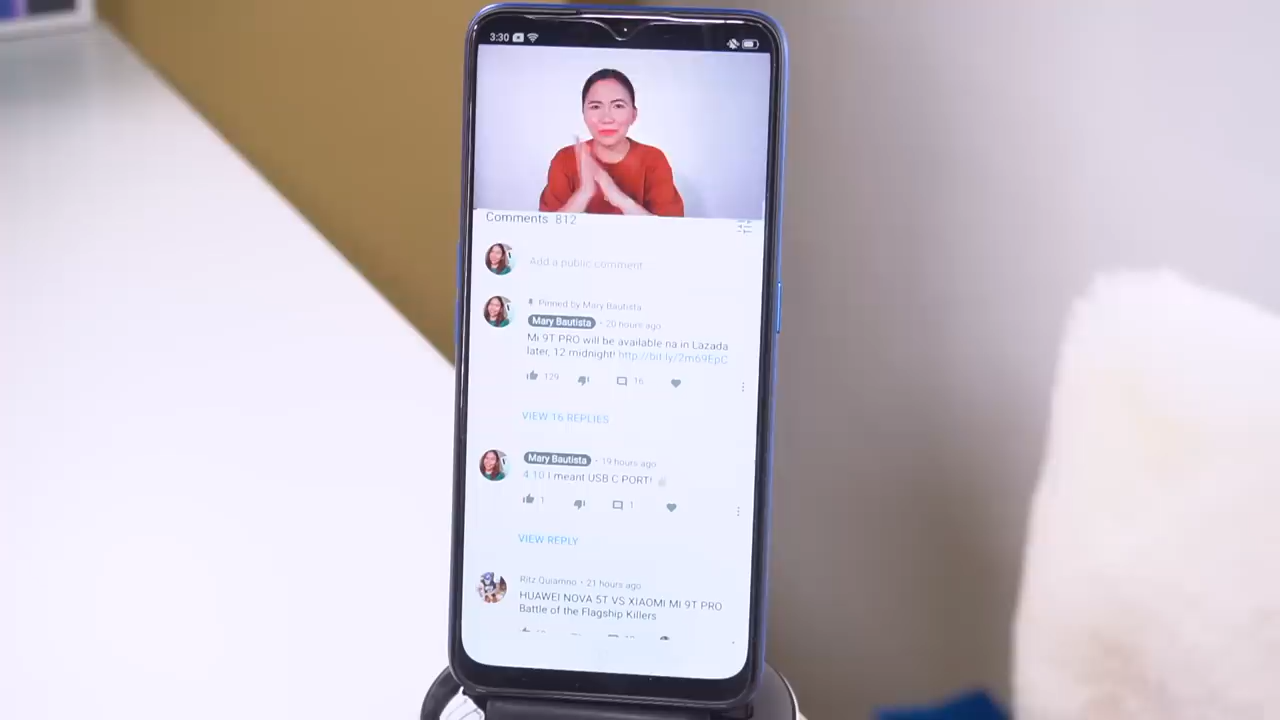 3:30
Comments 812
Add a public comment
Pinned by Mary Bautista
Mary Bautista • 20 hours ago
Mi 9T PRO will be available na in Lazada
later, 12 midnight! http://bit.ly/2m69EpC
129
16
VIEW 16 REPLIES
Mary Bautista • 19 hours ago
4:10 I meant USB C PORT!
1
1
VIEW REPLY
Ritz Quiamno • 21 hours ago
HUAWEI NOVA 5T VS XIAOMI MI 9T PRO
Battle of the Flagship Killers